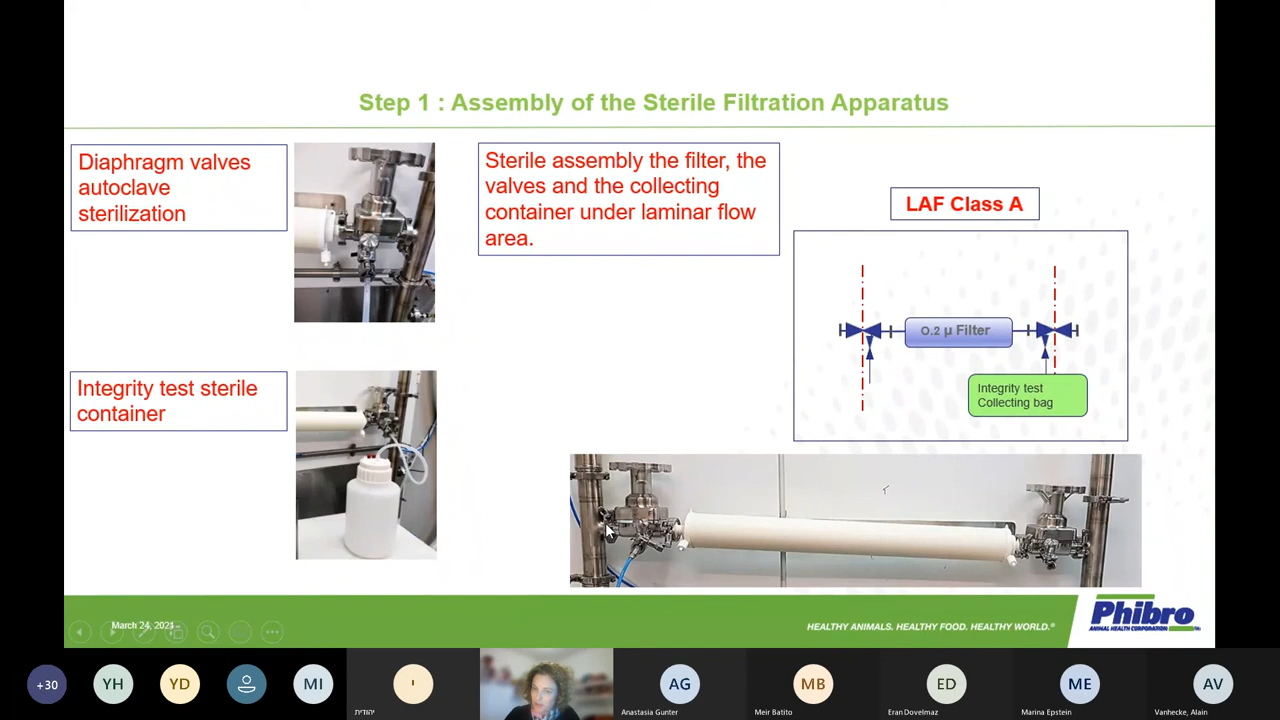 Step 1 : Assembly of the Sterile Filtration Apparatus
Diaphragm valves
autoclave
sterilization
Sterile assembly the filter, the
valves and the collecting
container under laminar flow
area.
LAF Class A
0.2 µ Filter
Integrity test
Collecting bag
Integrity test sterile
container
March 24, 2021
HEALTHY ANIMALS. HEALTHY FOOD. HEALTHY WORLD.®
Phibro
ANIMAL HEALTH CORPORATION
+30
YH
YD
MI
י
יהודית
AG
Anastasia Gunter
MB
Meir Batito
ED
Eran Dovelmaz
ME
Marina Epstein
AV
Vanhecke, Alain